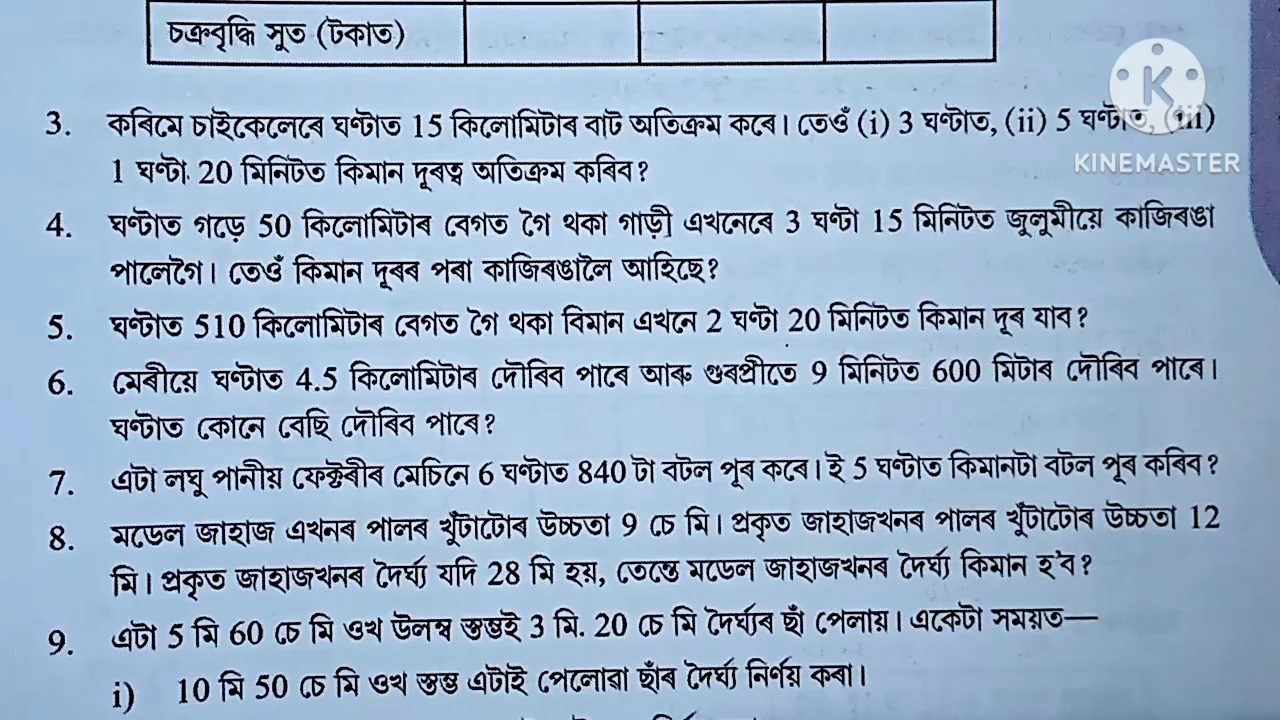 চক্ৰবৃদ্ধি সুত (টকাত)
K
KINEMASTER
3. কৰিমে চাইকেলেৰে ঘণ্টাত 15 কিলোমিটাৰ বাট অতিক্ৰম কৰে। তেওঁ (i) 3 ঘণ্টাত, (ii) 5 ঘণ্টাত, (iii)
1 ঘণ্টা 20 মিনিটত কিমান দূৰত্ব অতিক্ৰম কৰিব?
4. ঘণ্টাত গড়ে 50 কিলোমিটাৰ বেগত গৈ থকা গাড়ী এখনেৰে 3 ঘণ্টা 15 মিনিটত জুলুমীয়ে কাজিৰঙা
পালেগৈ। তেওঁ কিমান দূৰৰ পৰা কাজিৰঙালৈ আহিছে?
5. ঘণ্টাত 510 কিলোমিটাৰ বেগত গৈ থকা বিমান এখনে 2 ঘণ্টা 20 মিনিটত কিমান দূৰ যাব?
6. মেৰীয়ে ঘণ্টাত 4.5 কিলোমিটাৰ দৌৰিব পাৰে আৰু গুৰপ্ৰীতে 9 মিনিটত 600 মিটাৰ দৌৰিব পাৰে।
ঘণ্টাত কোনে বেছি দৌৰিব পাৰে?
7. এটা লঘু পানীয় ফেক্টৰীৰ মেচিনে 6 ঘণ্টাত 840 টা বটল পূৰ কৰে। ই 5 ঘণ্টাত কিমানটা বটল পূৰ কৰিব?
8. মডেল জাহাজ এখনৰ পালৰ খুঁটাটোৰ উচ্চতা 9 চে মি। প্ৰকৃত জাহাজখনৰ পালৰ খুঁটাটোৰ উচ্চতা 12
মি। প্ৰকৃত জাহাজখনৰ দৈৰ্ঘ্য যদি 28 মি হয়, তেন্তে মডেল জাহাজখনৰ দৈৰ্ঘ্য কিমান হ'ব?
9. এটা 5 মি 60 চে মি ওখ উলম্ব স্তম্ভই 3 মি. 20 চে মি দৈৰ্ঘ্যৰ ছাঁ পেলায়। একেটা সময়ত—
i) 10 মি 50 চে মি ওখ স্তম্ভ এটাই পেলোৱা ছাঁৰ দৈৰ্ঘ্য নিৰ্ণয় কৰা।